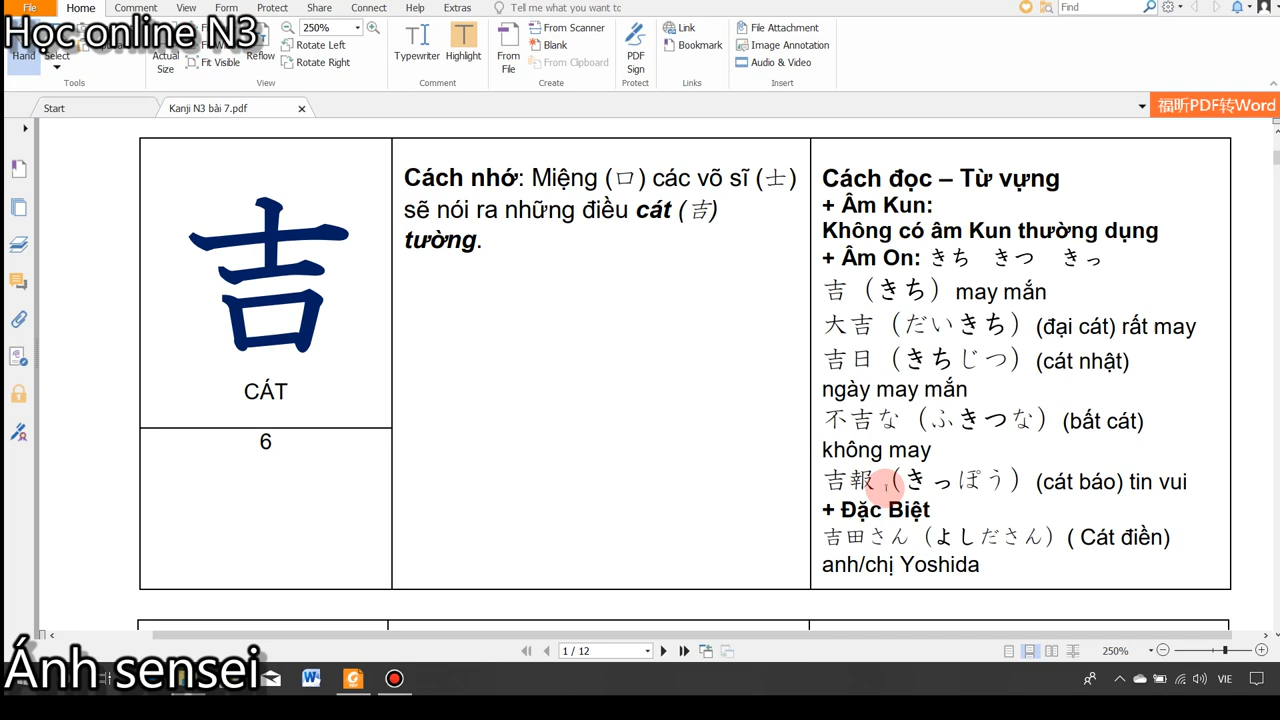 File Home Comment View Form Protect Share Connect Help Extras Tell me what you want to Find
Học online N3
Hand Select Actual Size Fit Visible Reflow 250% Rotate Left Rotate Right Typewriter Highlight From File From Scanner Blank From Clipboard PDF Sign Link Bookmark File Attachment Image Annotation Audio & Video
Tools View Comment Create Protect Links Insert
Start Kanji N3 bài 7.pdf 福昕PDF转Word
吉
CÁT
6
Cách nhớ: Miệng (口) các võ sĩ (士)
sẽ nói ra những điều cát (吉)
tường.
Cách đọc – Từ vựng
+ Âm Kun:
Không có âm Kun thường dụng
+ Âm On: きち きつ きっ
吉（きち）may mắn
大吉（だいきち）(đại cát) rất may
吉日（きちじつ）(cát nhật)
ngày may mắn
不吉な（ふきつな）(bất cát)
không may
吉報（きっぽう）(cát báo) tin vui
+ Đặc Biệt
吉田さん（よしださん）( Cát điền)
anh/chị Yoshida
1 / 12 250%
Ánh sensei
VIE